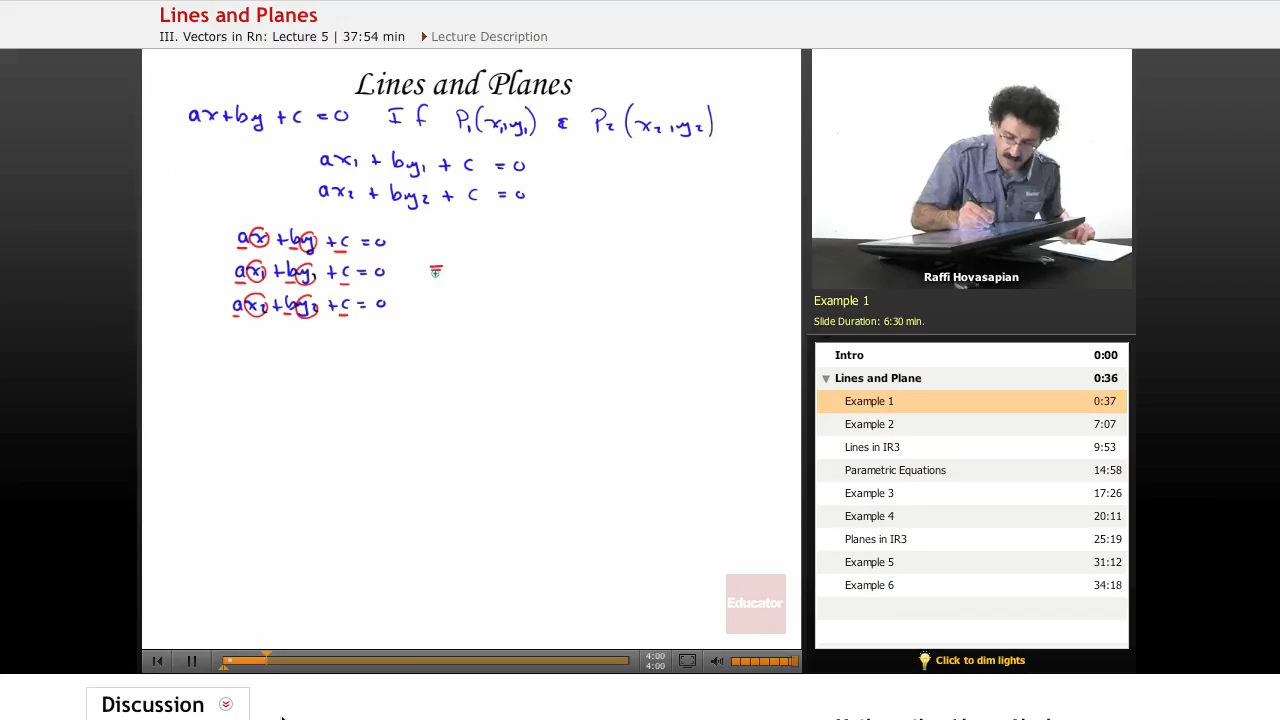 Lines and Planes
III. Vectors in Rn: Lecture 5 | 37:54 min Lecture Description
Lines and Planes
ax+by+c=0 If P₁(x₁,y₁) & P₂(x₂,y₂)
ax₁ + by₁ + c = 0
ax₂ + by₂ + c = 0
ax + by + c = 0
ax₁ + by₁ + c = 0 =
ax₂ + by₂ + c = 0
Educator
4:00
4:00
Raffi Hovasapian
Example 1
Slide Duration: 6:30 min.
Intro 0:00
Lines and Plane 0:36
Example 1 0:37
Example 2 7:07
Lines in IR3 9:53
Parametric Equations 14:58
Example 3 17:26
Example 4 20:11
Planes in IR3 25:19
Example 5 31:12
Example 6 34:18
Click to dim lights
Discussion